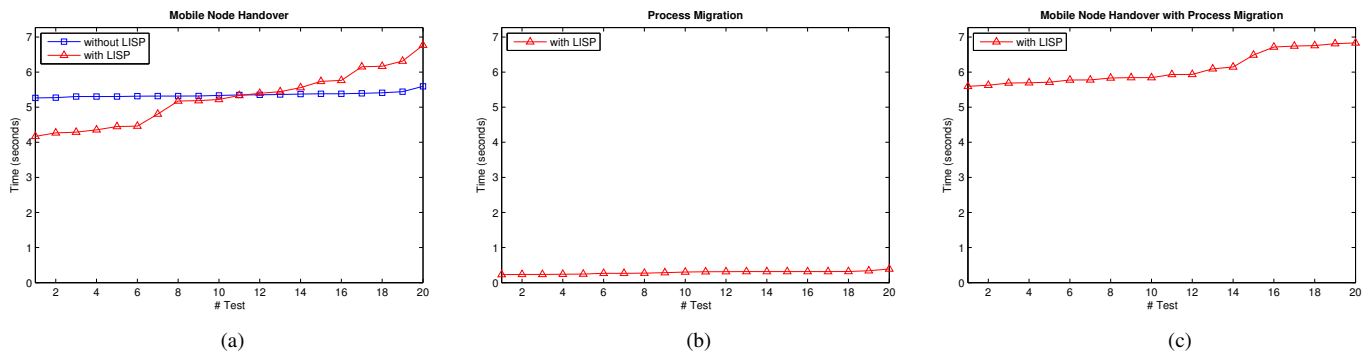 Mobile Node Handover
without LISP
with LISP
7
6
5
4
3
2
1
0
Time (seconds)
2 4 6 8 10 12 14 16 18 20
# Test
(a)
Process Migration
with LISP
7
6
5
4
3
2
1
0
Time (seconds)
2 4 6 8 10 12 14 16 18 20
# Test
(b)
Mobile Node Handover with Process Migration
with LISP
7
6
5
4
3
2
1
0
Time (seconds)
2 4 6 8 10 12 14 16 18 20
# Test
(c)